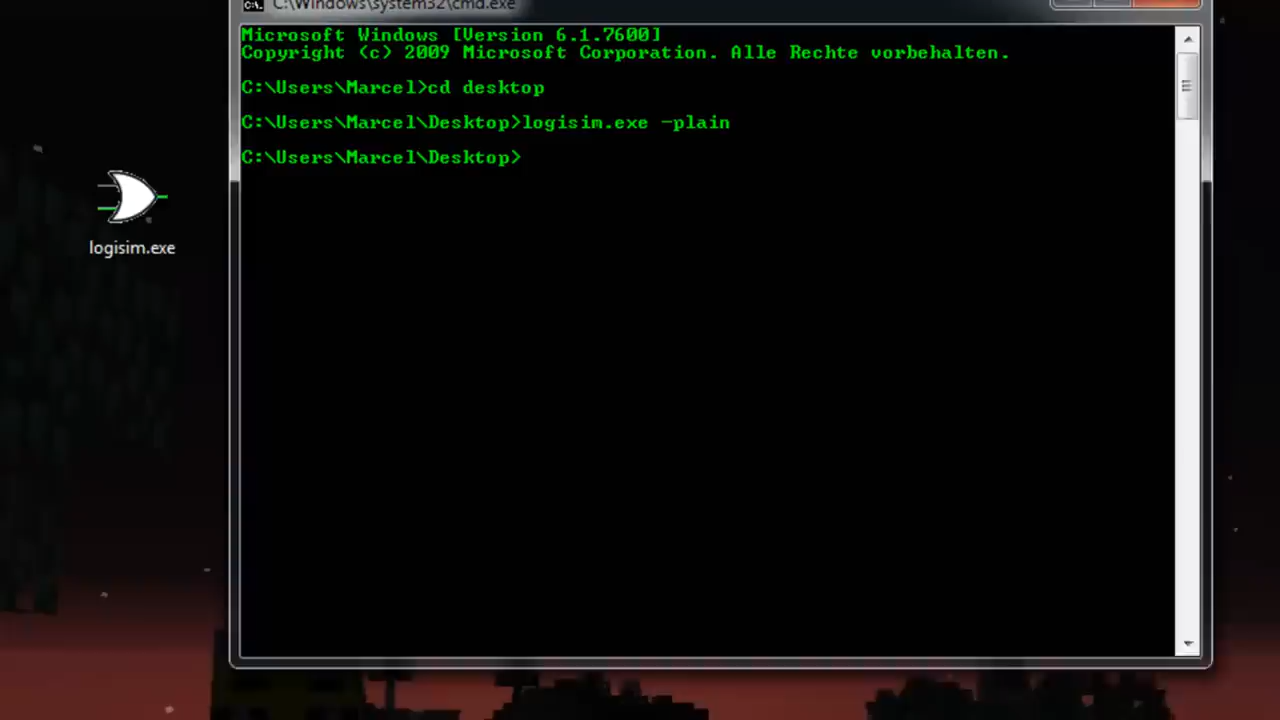 C:\Windows\system32\cmd.exe
Microsoft Windows [Version 6.1.7600]
Copyright (c) 2009 Microsoft Corporation. Alle Rechte vorbehalten.
C:\Users\Marcel>cd desktop
C:\Users\Marcel\Desktop>logisim.exe -plain
C:\Users\Marcel\Desktop>
logisim.exe